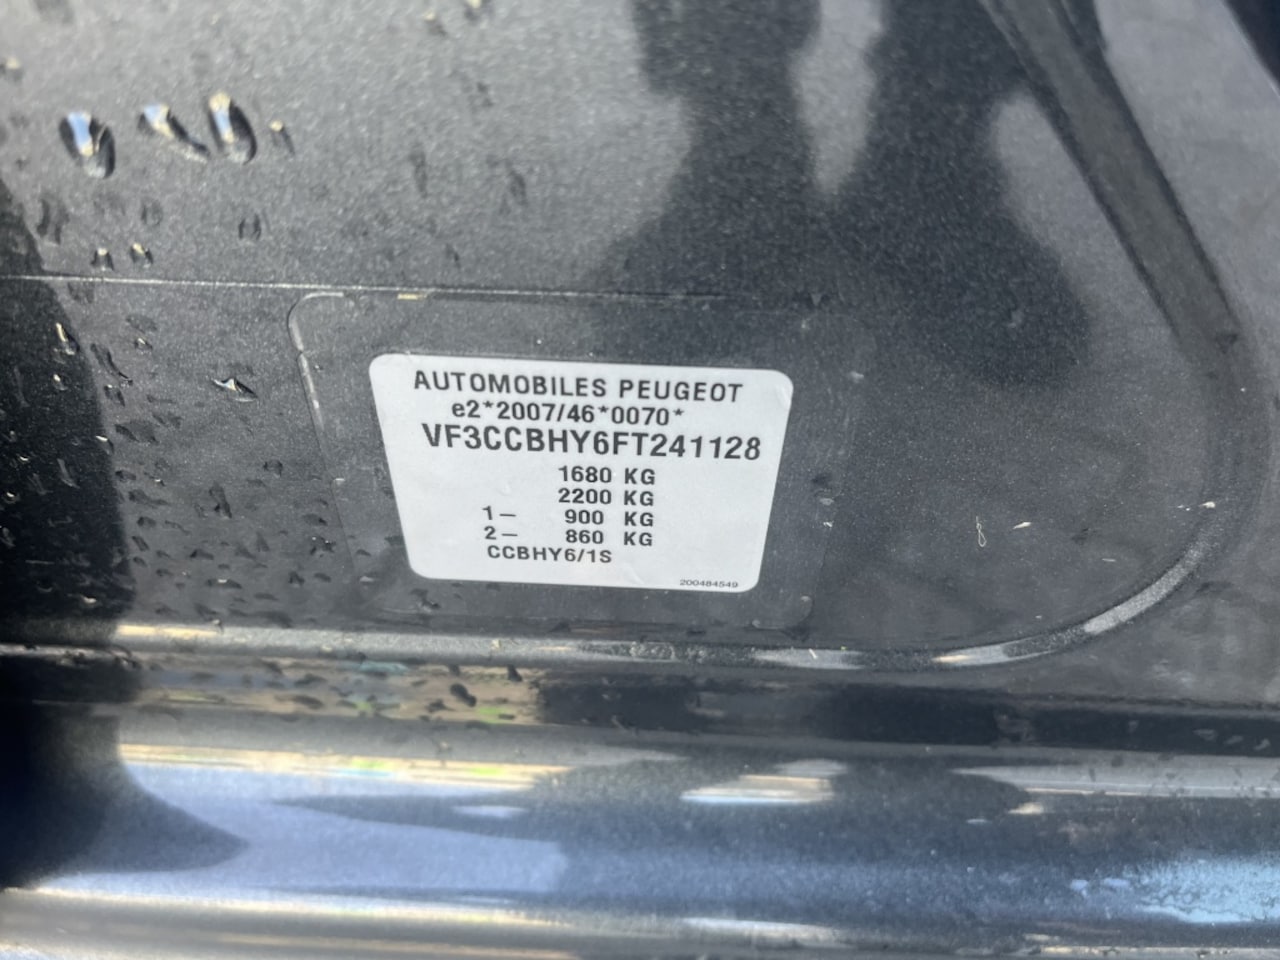 AUTOMOBILES PEUGEOT
e2*2007/46*0070*
VF3CCBHY6FT241128
1680 KG
2200 KG
1– 900 KG
2– 860 KG
CCBHY6/1S
200484549